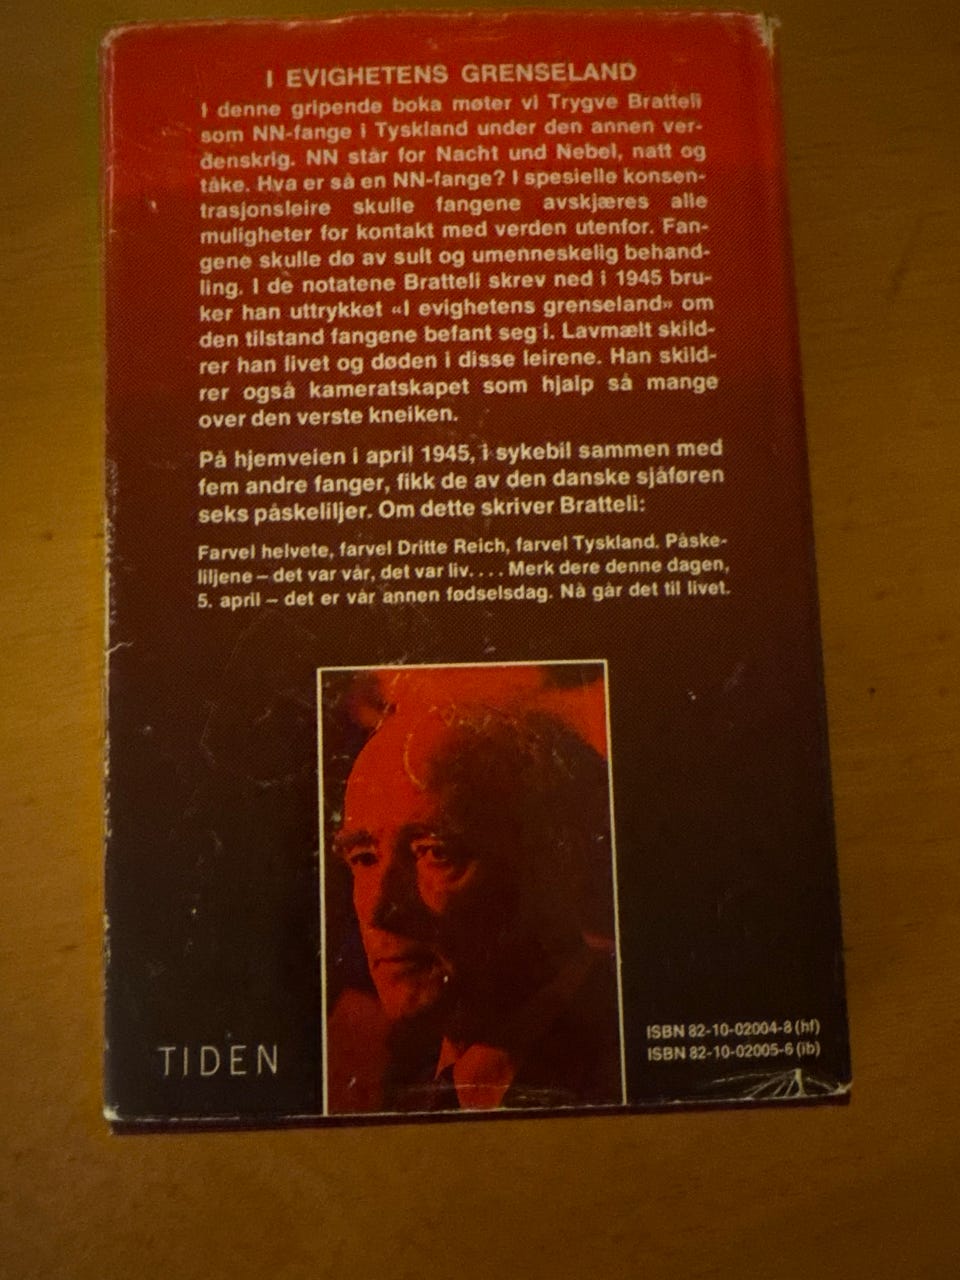 I EVIGHETENS GRENSELAND
I denne gripende boka møter vi Trygve Bratteli
som NN-fange i Tyskland under den annen ver-
denskrig. NN står for Nacht und Nebel, natt og
tåke. Hva er så en NN-fange? I spesielle konsen-
trasjonsleire skulle fangene avskjæres alle
muligheter for kontakt med verden utenfor. Fan-
gene skulle dø av sult og umenneskelig behand-
ling. I de notatene Bratteli skrev ned i 1945 bru-
ker han uttrykket «I evighetens grenseland» om
den tilstand fangene befant seg i. Lavmælt skild-
rer han livet og døden i disse leirene. Han skild-
rer også kameratskapet som hjalp så mange
over den verste kneiken.
På hjemveien i april 1945, i sykebil sammen med
fem andre fanger, fikk de av den danske sjåføren
seks påskeliljer. Om dette skriver Bratteli:
Farvel helvete, farvel Dritte Reich, farvel Tyskland. Påske-
liljene – det var vår, det var liv.... Merk dere denne dagen,
5. april – det er vår annen fødselsdag. Nå går det til livet.
TIDEN
ISBN 82-10-02004-8 (hf)
ISBN 82-10-02005-6 (ib)